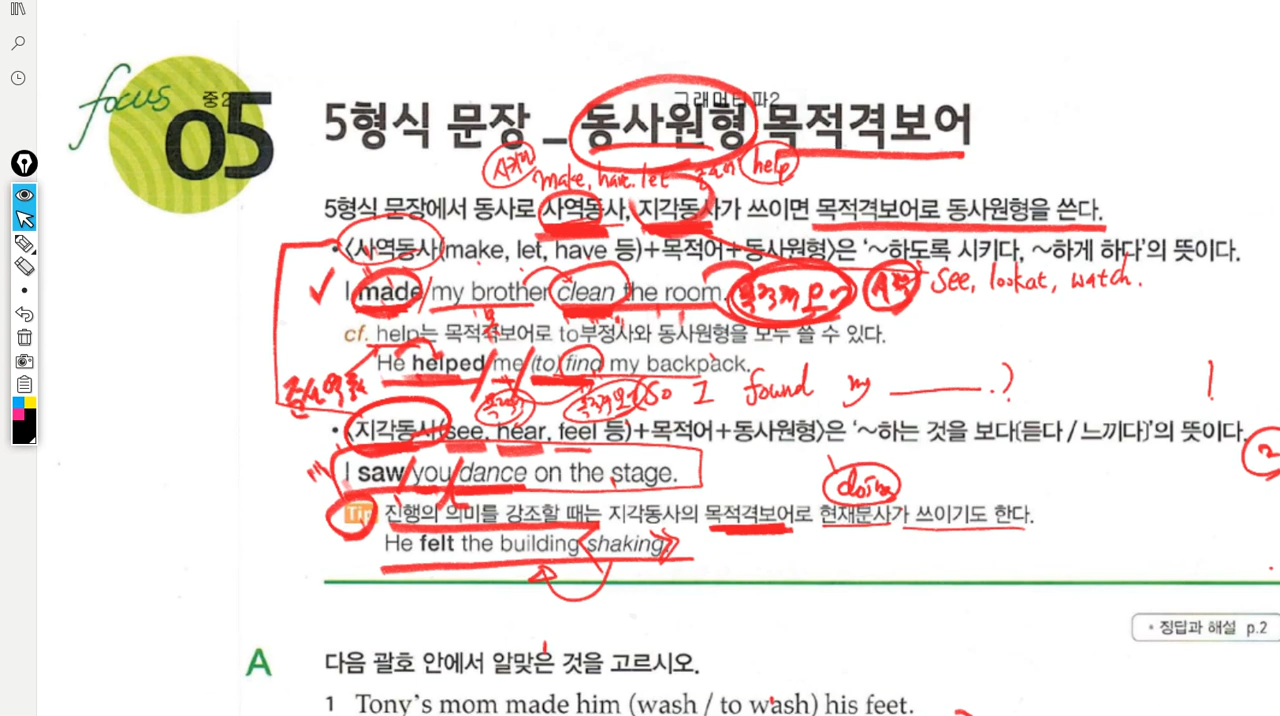 focus 05
중2
그래머타파2
5형식 문장 _ 동사원형 목적격보어
make, have, let help
5형식 문장에서 동사로 사역동사, 지각동사가 쓰이면 목적격보어로 동사원형을 쓴다.
• 〈사역동사(make, let, have 등)+목적어+동사원형〉은 '~하도록 시키다, ~하게 하다'의 뜻이다.
I made my brother clean the room. 목적격보어 see, look at, watch.
cf. help는 목적격보어로 to부정사와 동사원형을 모두 쓸 수 있다.
He helped me (to) find my backpack.
준사역동사 목적격보어 So I found my ______.?
• 〈지각동사(see, hear, feel 등)+목적어+동사원형〉은 '~하는 것을 보다(듣다 / 느끼다)'의 뜻이다.
I saw you dance on the stage.
doing
Tip 진행의 의미를 강조할 때는 지각동사의 목적격보어로 현재분사가 쓰이기도 한다.
He felt the building shaking.
• 정답과 해설 p.2
A 다음 괄호 안에서 알맞은 것을 고르시오.
1 Tony's mom made him (wash / to wash) his feet.